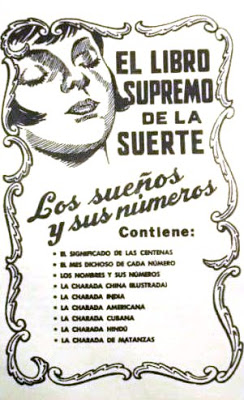 EL LIBRO
SUPREMO
DE LA
SUERTE
Los sueños
y sus números
Contiene:
• EL SIGNIFICADO DE LAS CENTENAS
• EL MES DICHOSO DE CADA NÚMERO
• LOS NOMBRES Y SUS NÚMEROS
• LA CHARADA CHINA (ILUSTRADA)
• LA CHARADA INDIA
• LA CHARADA AMERICANA
• LA CHARADA CUBANA
• LA CHARADA HINDÚ
• LA CHARADA DE MATANZAS